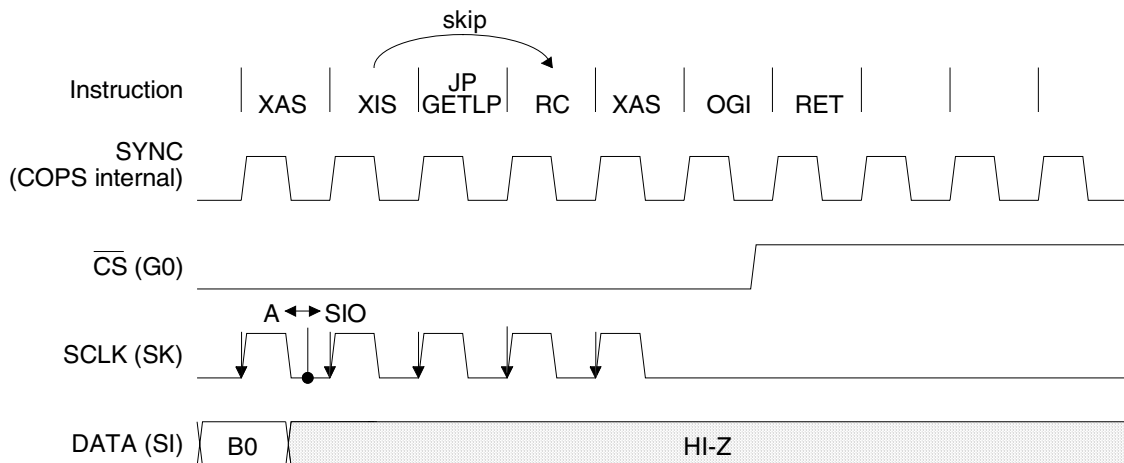 skip
Instruction
XAS
XIS
JP
GETLP
RC
XAS
OGI
RET
SYNC
(COPS internal)
CS (G0)
A
SIO
SCLK (SK)
DATA (SI)
B0
HI-Z